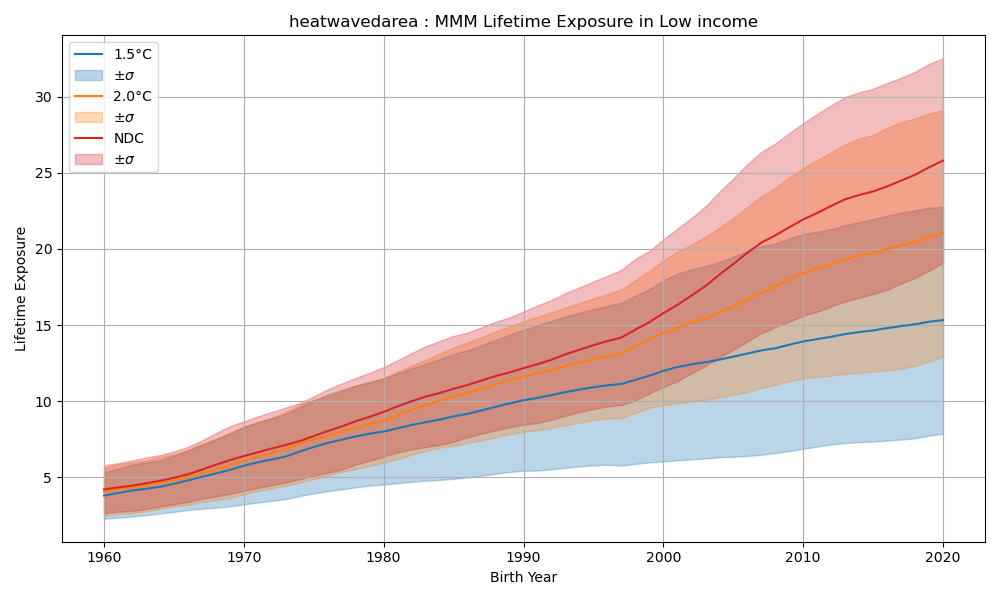 heatwavedarea : MMM Lifetime Exposure in Low income
1.5°C
±σ
2.0°C
±σ
NDC
±σ
30
25
20
15
10
5
Lifetime Exposure
1960 1970 1980 1990 2000 2010 2020
Birth Year